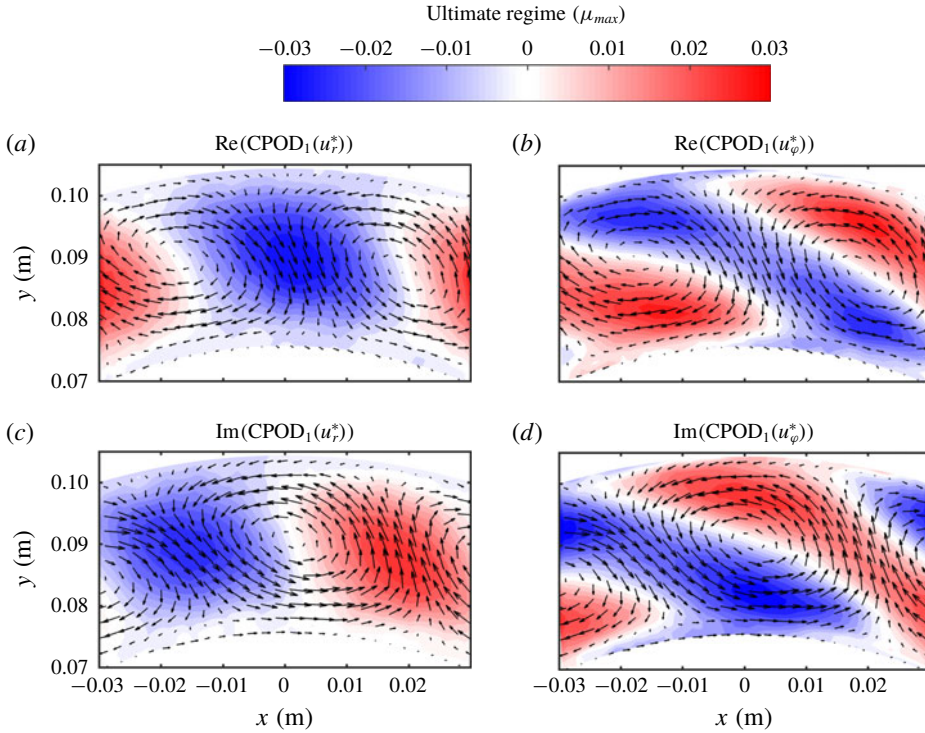 Ultimate regime (μmax)
−0.03 −0.02 −0.01 0 0.01 0.02 0.03
(a) Re(CPOD₁(u*r)) (b) Re(CPOD₁(u*φ))
0.10
0.09
y (m)
0.08
0.07
(c) Im(CPOD₁(u*r)) (d) Im(CPOD₁(u*φ))
0.10
0.09
y (m)
0.08
0.07
−0.03 −0.02 −0.01 0 0.01 0.02 −0.03 −0.02 −0.01 0 0.01 0.02
x (m) x (m)